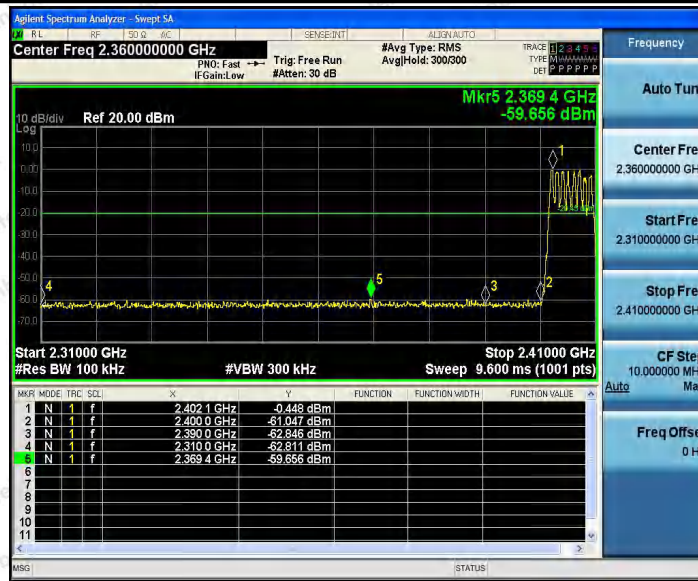 Agilent Spectrum Analyzer - Swept SA
RL RF 50 Ω AC SENSE:INT ALIGN AUTO
Center Freq 2.360000000 GHz
PNO: Fast
IFGain:Low
Trig: Free Run
#Atten: 30 dB
#Avg Type: RMS
Avg|Hold: 300/300
TRACE 1 2 3 4 5 6
TYPE M
DET P P P P P P
Mkr5 2.369 4 GHz
-59.656 dBm
10 dB/div Ref 20.00 dBm
Log
10.0
0.00
-10.0
-20.0
-30.0
-40.0
-50.0
-60.0
-70.0
1
2
3
4
5
Start 2.31000 GHz Stop 2.41000 GHz
#Res BW 100 kHz #VBW 300 kHz Sweep 9.600 ms (1001 pts)
MKR MODE TRC SCL X Y FUNCTION FUNCTION WIDTH FUNCTION VALUE
1 N 1 f 2.402 1 GHz -0.448 dBm
2 N 1 f 2.400 0 GHz -61.047 dBm
3 N 1 f 2.390 0 GHz -62.846 dBm
4 N 1 f 2.310 0 GHz -62.811 dBm
5 N 1 f 2.369 4 GHz -59.656 dBm
6
7
8
9
10
11
MSG STATUS
Frequency
Auto Tun
Center Fre
2.360000000 GH
Start Fre
2.310000000 GH
Stop Fre
2.410000000 GH
CF Ste
10.000000 MH
Auto Ma
Freq Offse
0 H